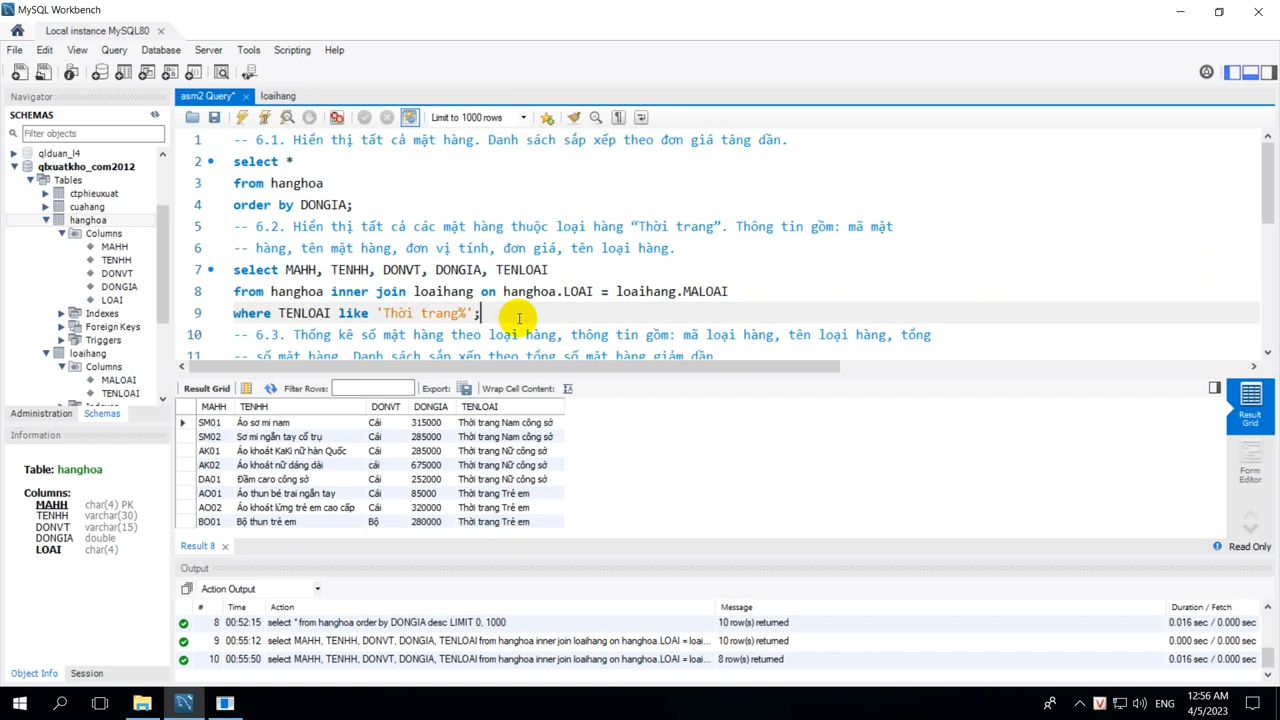 MySQL Workbench
Local instance MySQL80
File Edit View Query Database Server Tools Scripting Help
Navigator
SCHEMAS
Filter objects
qlduan_l4
qlxuatkho_com2012
Tables
ctphieuxuat
cuahang
hanghoa
Columns
MAHH
TENHH
DONVT
DONGIA
LOAI
Indexes
Foreign Keys
Triggers
loaihang
Columns
MALOAI
TENLOAI
Administration Schemas
Information
Table: hanghoa
Columns:
MAHH char(4) PK
TENHH varchar(30)
DONVT varchar(15)
DONGIA double
LOAI char(4)
Object Info Session
asm2 Query* loaihang
Limit to 1000 rows
1 -- 6.1. Hiển thị tất cả mặt hàng. Danh sách sắp xếp theo đơn giá tăng dần.
2 select *
3 from hanghoa
4 order by DONGIA;
5 -- 6.2. Hiển thị tất cả các mặt hàng thuộc loại hàng “Thời trang”. Thông tin gồm: mã mặt
6 -- hàng, tên mặt hàng, đơn vị tính, đơn giá, tên loại hàng.
7 select MAHH, TENHH, DONVT, DONGIA, TENLOAI
8 from hanghoa inner join loaihang on hanghoa.LOAI = loaihang.MALOAI
9 where TENLOAI like 'Thời trang%';
10 -- 6.3. Thống kê số mặt hàng theo loại hàng, thông tin gồm: mã loại hàng, tên loại hàng, tổng
11 -- số mặt hàng. Danh sách sắp xếp theo tổng số mặt hàng giảm dần
Result Grid Filter Rows: Export: Wrap Cell Content:
MAHH TENHH DONVT DONGIA TENLOAI
SM01 Áo sơ mi nam Cái 315000 Thời trang Nam công sở
SM02 Sơ mi ngắn tay cổ trụ Cái 285000 Thời trang Nam công sở
AK01 Áo khoát KaKi nữ hàn Quốc Cái 285000 Thời trang Nữ công sở
AK02 Áo khoát nữ dáng dài cái 675000 Thời trang Nữ công sở
DA01 Đầm caro công sở Cái 252000 Thời trang Nữ công sở
AO01 Áo thun bé trai ngắn tay Cái 85000 Thời trang Trẻ em
AO02 Áo khoát lửng trẻ em cao cấp Cái 320000 Thời trang Trẻ em
BO01 Bộ thun trẻ em Bộ 280000 Thời trang Trẻ em
Result Grid
Form Editor
Result 8
Read Only
Output
Action Output
# Time Action Message Duration / Fetch
8 00:52:15 select * from hanghoa order by DONGIA desc LIMIT 0, 1000 10 row(s) returned 0.016 sec / 0.000 sec
9 00:55:12 select MAHH, TENHH, DONVT, DONGIA, TENLOAI from hanghoa inner join loaihang on hanghoa.LOAI = loai... 10 row(s) returned 0.000 sec / 0.000 sec
10 00:55:50 select MAHH, TENHH, DONVT, DONGIA, TENLOAI from hanghoa inner join loaihang on hanghoa.LOAI = loai... 8 row(s) returned 0.016 sec / 0.000 sec
V
ENG
12:56 AM
4/5/2023